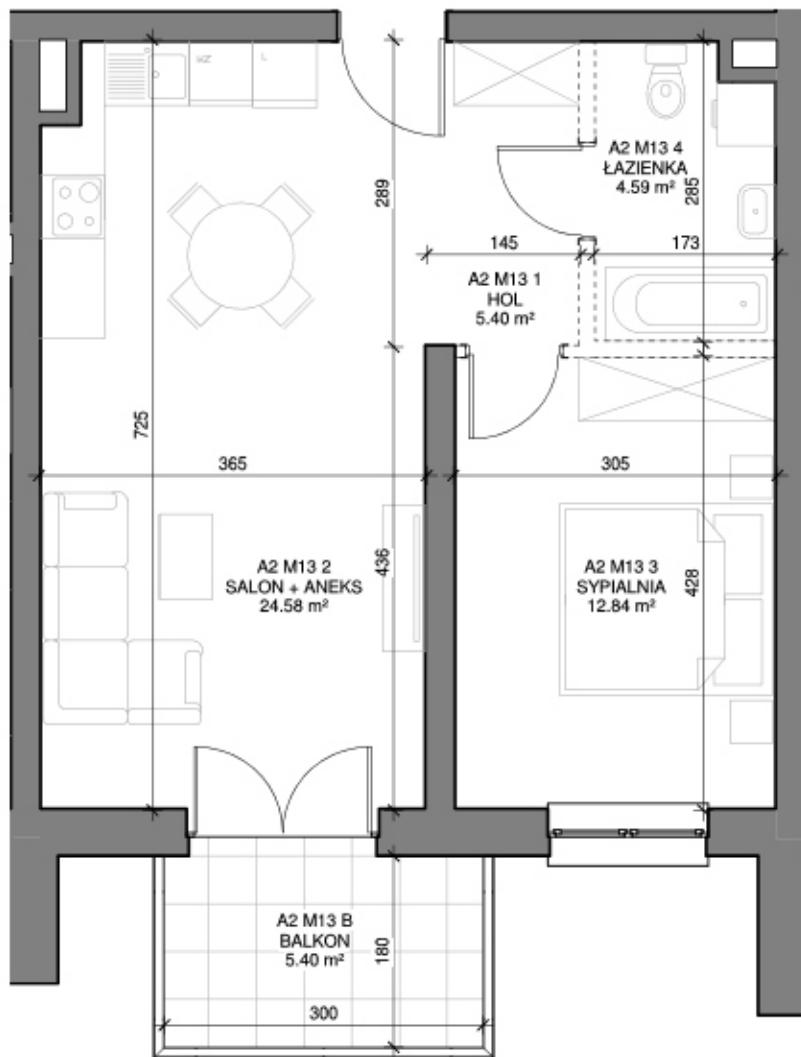 WZ
L
A2 M13 4
ŁAZIENKA
4.59 m²
285
289
145
173
A2 M13 1
HOL
5.40 m²
725
365
305
A2 M13 2
SALON + ANEKS
24.58 m²
436
A2 M13 3
SYPIALNIA
12.84 m²
428
A2 M13 B
BALKON
5.40 m²
180
300